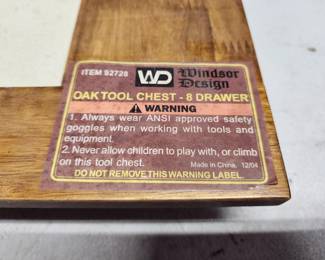 ITEM 92728
WD
Windsor
Design
OAK TOOL CHEST - 8 DRAWER
WARNING
1. Always wear ANSI approved safety
goggles when working with tools and
equipment.
2. Never allow children to play with, or climb
on this tool chest.
Made in China. 12/04
DO NOT REMOVE THIS WARNING LABEL